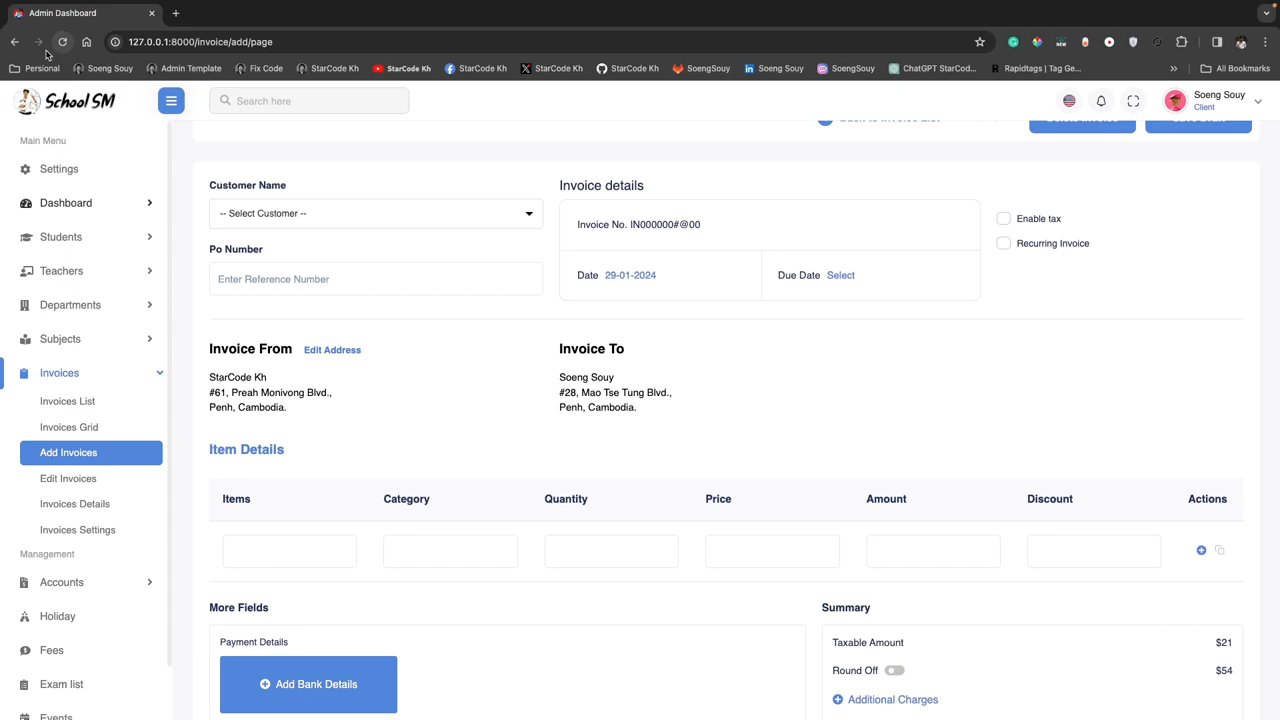 Admin Dashboard
127.0.0.1:8000/invoice/add/page
Personal
Soeng Souy
Admin Template
Fix Code
StarCode Kh
StarCode Kh
StarCode Kh
StarCode Kh
StarCode Kh
SoengSouy
Soeng Souy
SoengSouy
ChatGPT StarCod...
Rapidtags | Tag Ge...
All Bookmarks
School SM
Search here
Soeng Souy
Client
Main Menu
Settings
Dashboard
Students
Teachers
Departments
Subjects
Invoices
Invoices List
Invoices Grid
Add Invoices
Edit Invoices
Invoices Details
Invoices Settings
Management
Accounts
Holiday
Fees
Exam list
Events
Back to Invoice List
Customer Name
-- Select Customer --
Po Number
Enter Reference Number
Invoice details
Invoice No. IN000000#@00
Date 29-01-2024
Due Date Select
Enable tax
Recurring Invoice
Invoice From Edit Address
StarCode Kh
#61, Preah Monivong Blvd.,
Penh, Cambodia.
Invoice To
Soeng Souy
#28, Mao Tse Tung Blvd.,
Penh, Cambodia.
Item Details
Items Category Quantity Price Amount Discount Actions
More Fields
Payment Details
Add Bank Details
Summary
Taxable Amount $21
Round Off $54
Additional Charges